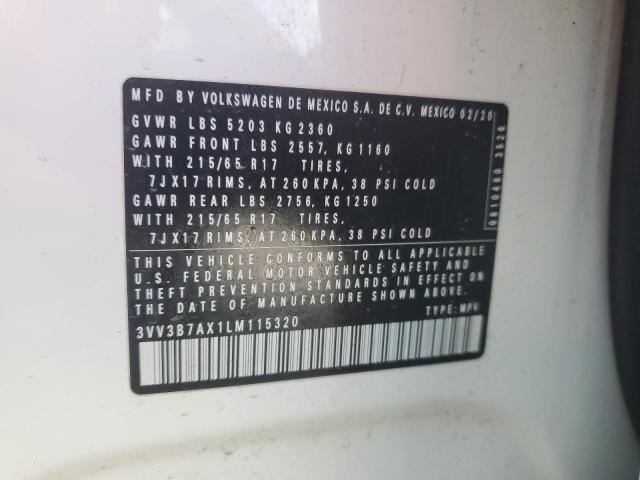 MFD BY VOLKSWAGEN DE MEXICO S.A. DE C.V. MEXICO 02/20
GVWR LBS 5203 KG 2360
GAWR FRONT LBS 2557, KG 1160
WITH 215/65 R17 TIRES,
7JX17 RIMS, AT 260 KPA, 38 PSI COLD
GAWR REAR LBS 2756, KG 1250
WITH 215/65 R17 TIRES,
7JX17 RIMS, AT 260 KPA, 38 PSI COLD
THIS VEHICLE CONFORMS TO ALL APPLICABLE
U.S. FEDERAL MOTOR VEHICLE SAFETY AND
THEFT PREVENTION STANDARDS IN EFFECT ON
THE DATE OF MANUFACTURE SHOWN ABOVE.
3VV3B7AX1LM115320 TYPE: MPV
0610400 3520